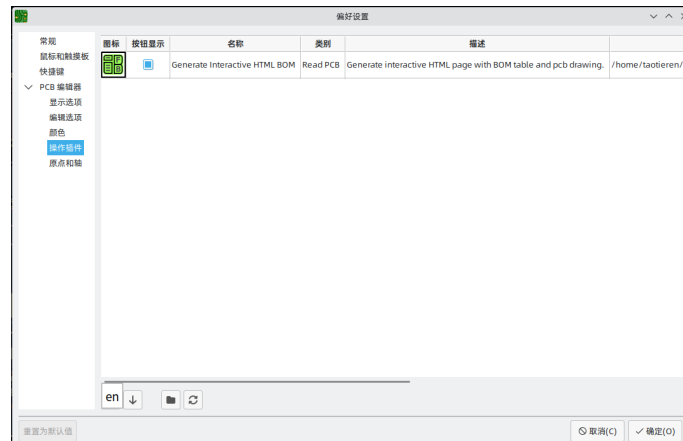 偏好设置
常规
鼠标和触摸板
快捷键
PCB 编辑器
显示选项
编辑选项
颜色
操作插件
原点和轴
图标 按钮显示 名称 类别 描述
Generate Interactive HTML BOM Read PCB Generate interactive HTML page with BOM table and pcb drawing. /home/taotieren/
en
重置为默认值 取消(C) 确定(O)